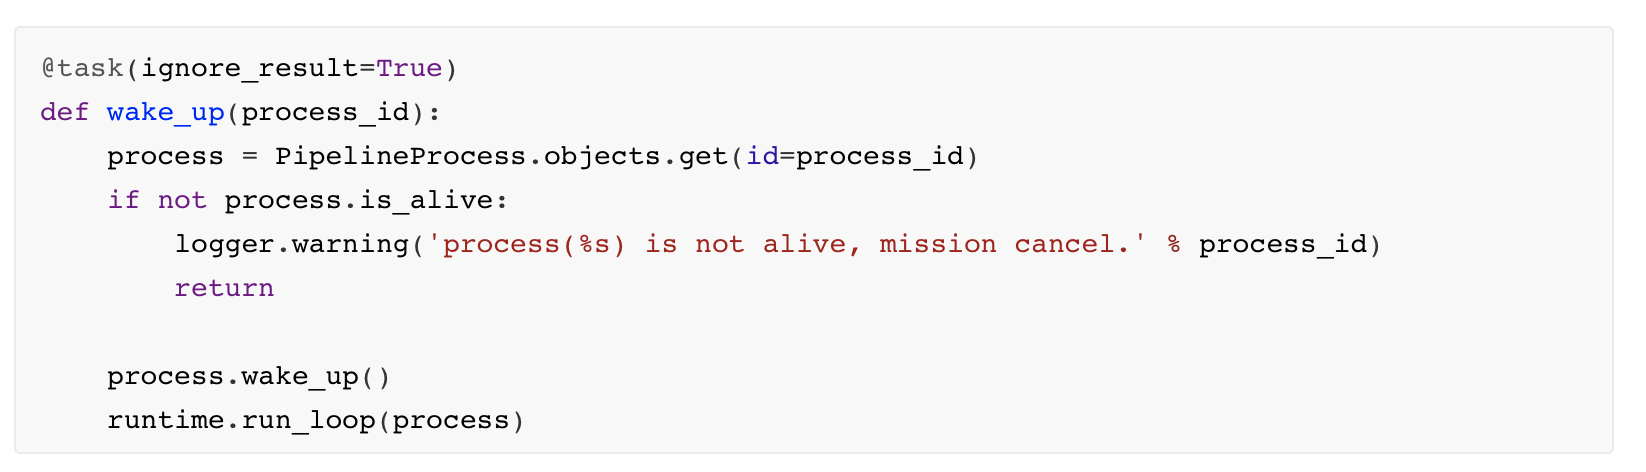 @task(ignore_result=True)
def wake_up(process_id):
    process = PipelineProcess.objects.get(id=process_id)
    if not process.is_alive:
        logger.warning('process(%s) is not alive, mission cancel.' % process_id)
        return

    process.wake_up()
    runtime.run_loop(process)